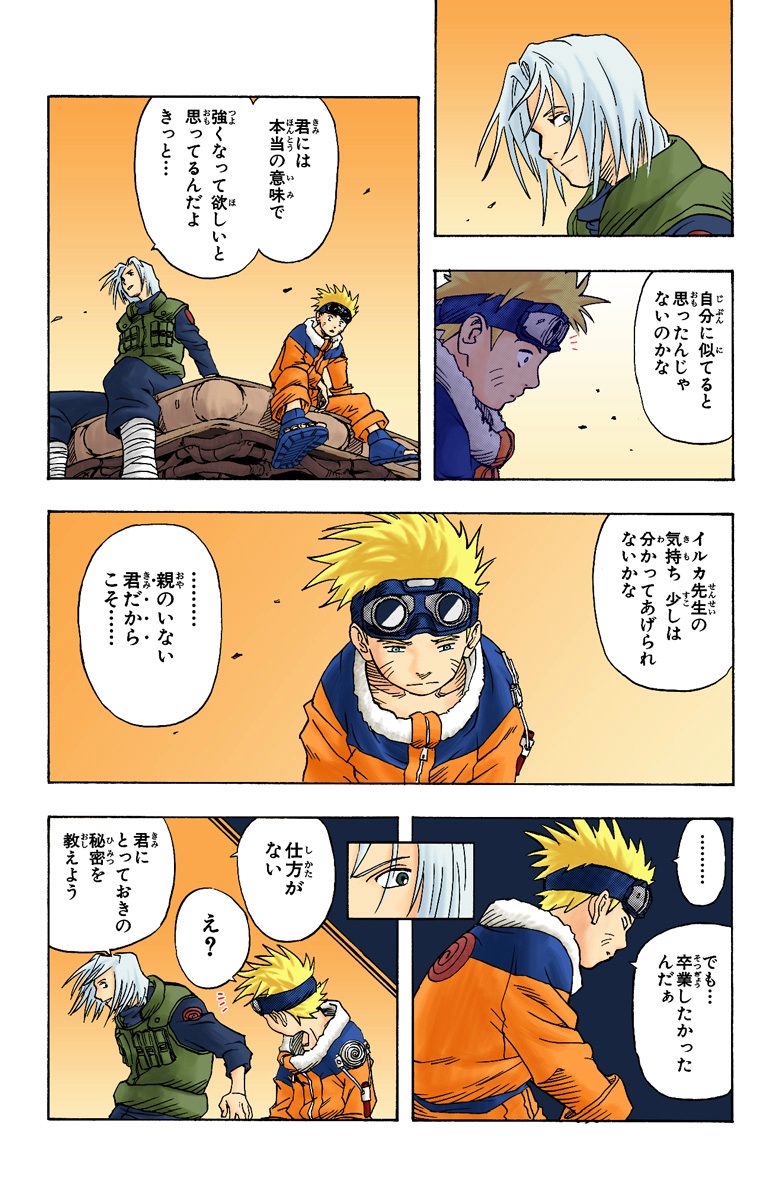 自分に似てると
思ったんじゃ
ないのかな
君には
本当の意味で
強くなって欲しいと
思ってるんだよ
きっと…
イルカ先生の
気持ち 少しは
分かってあげられ
ないかな
………
親のいない
君だから
こそ……
………
でも…
卒業したかった
んだぁ
仕方が
ない
え？
君に
とっておきの
秘密を
教えよう